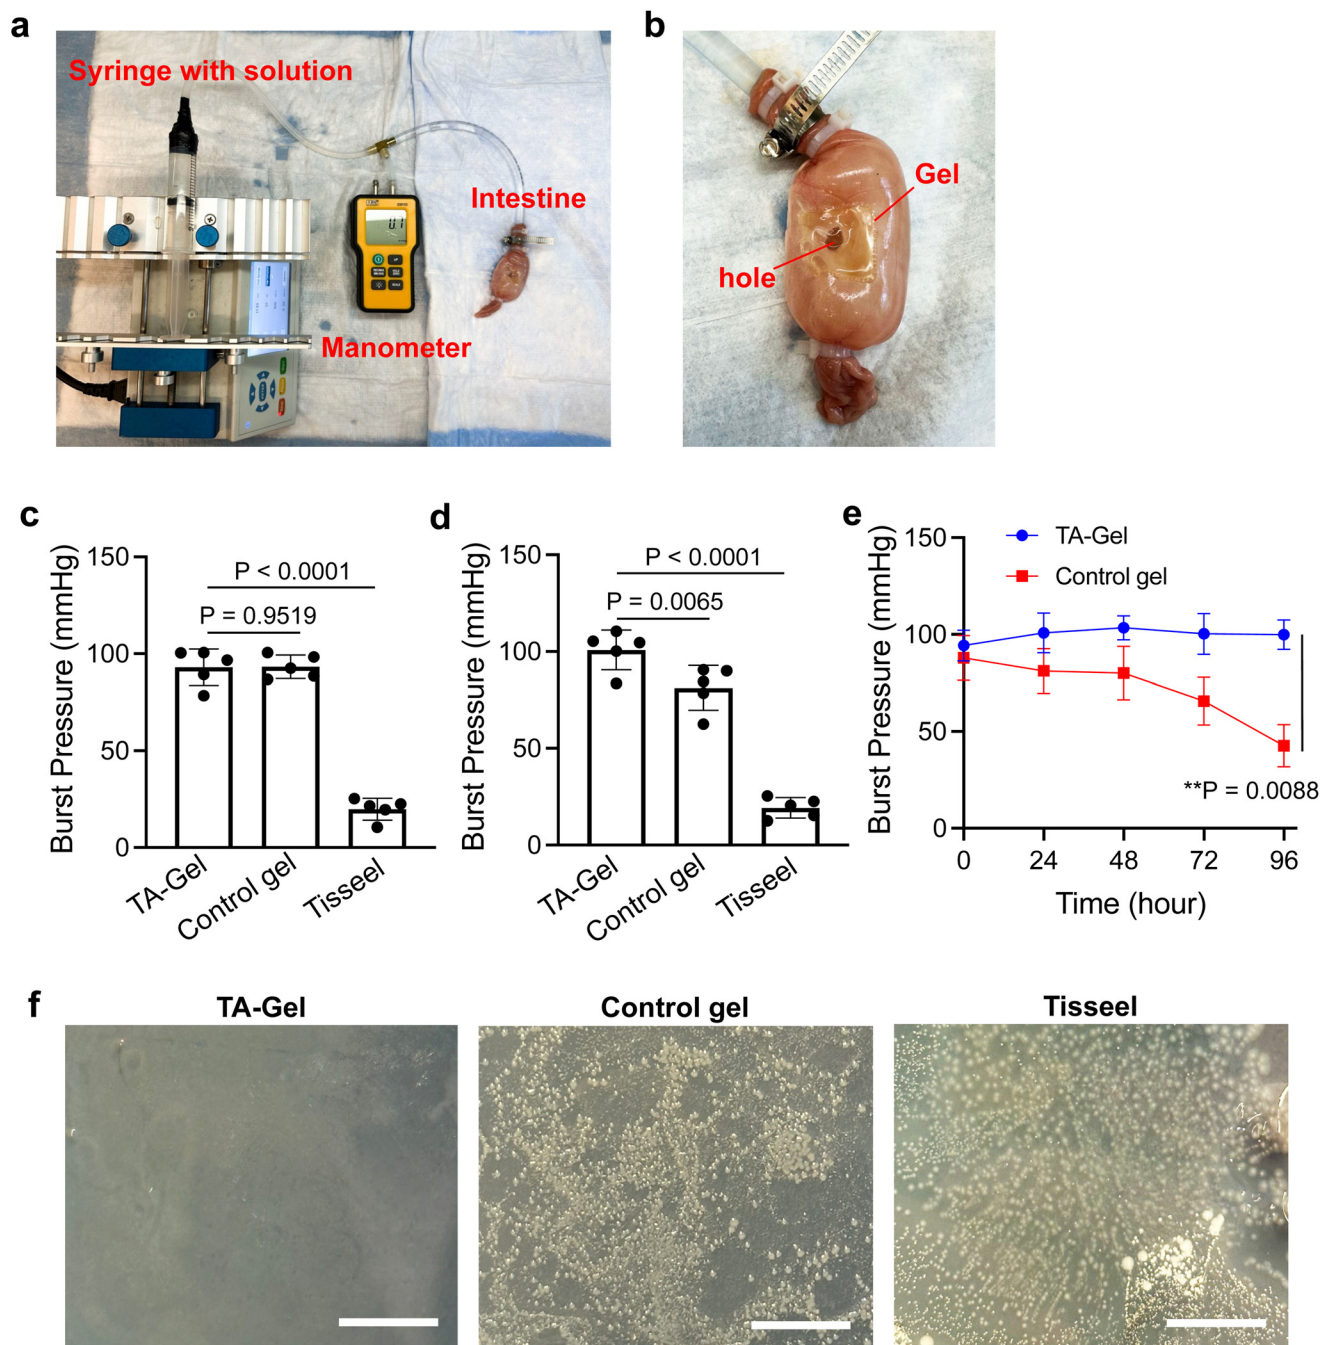 a
b
Syringe with solution
Intestine
Manometer
0.1
Gel
hole
c
Burst Pressure (mmHg)
150
100
50
0
P < 0.0001
P = 0.9519
TA-Gel
Control gel
Tisseel
d
Burst Pressure (mmHg)
150
100
50
0
P < 0.0001
P = 0.0065
TA-Gel
Control gel
Tisseel
e
Burst Pressure (mmHg)
150
100
50
0
TA-Gel
Control gel
**P = 0.0088
0 24 48 72 96
Time (hour)
f
TA-Gel
Control gel
Tisseel